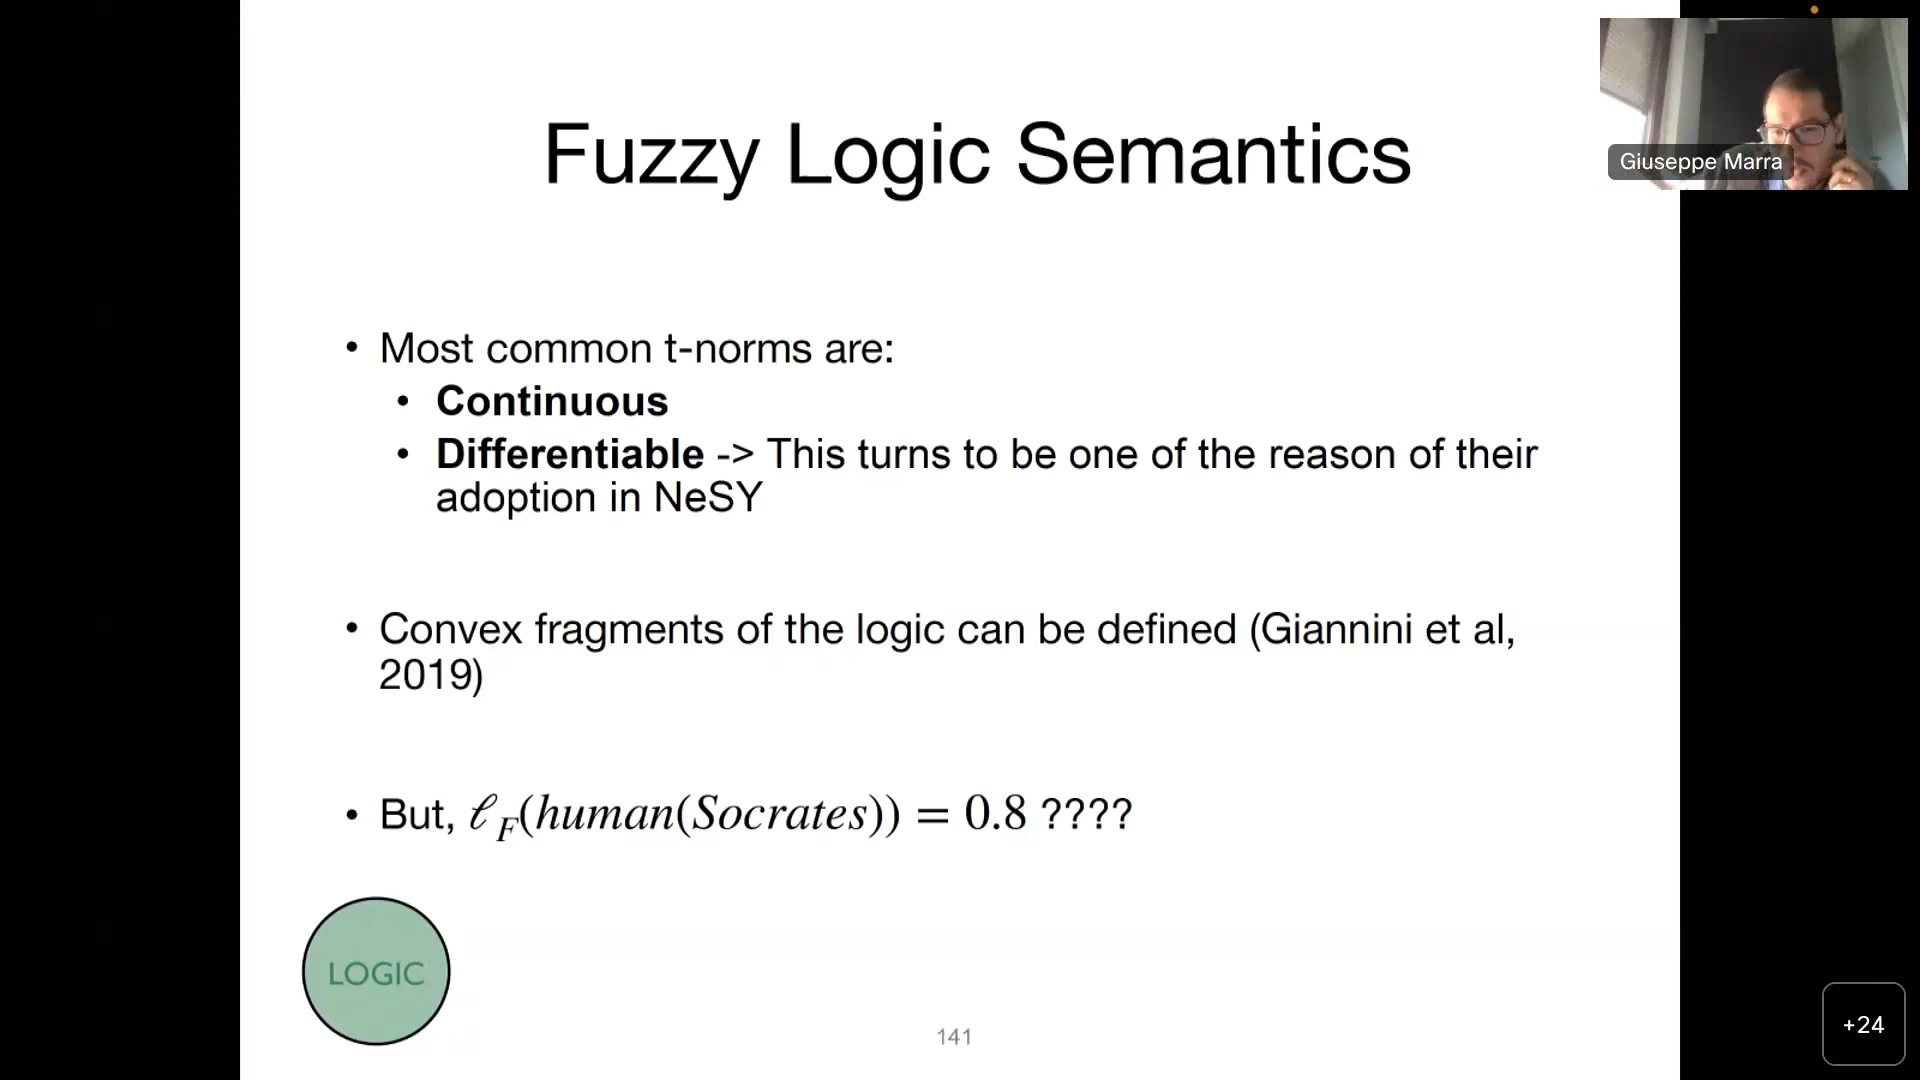 Fuzzy Logic Semantics
Giuseppe Marra
• Most common t-norms are:
• Continuous
• Differentiable -> This turns to be one of the reason of their
adoption in NeSY
• Convex fragments of the logic can be defined (Giannini et al,
2019)
• But, ℓ_F(human(Socrates)) = 0.8 ????
LOGIC
141
+24